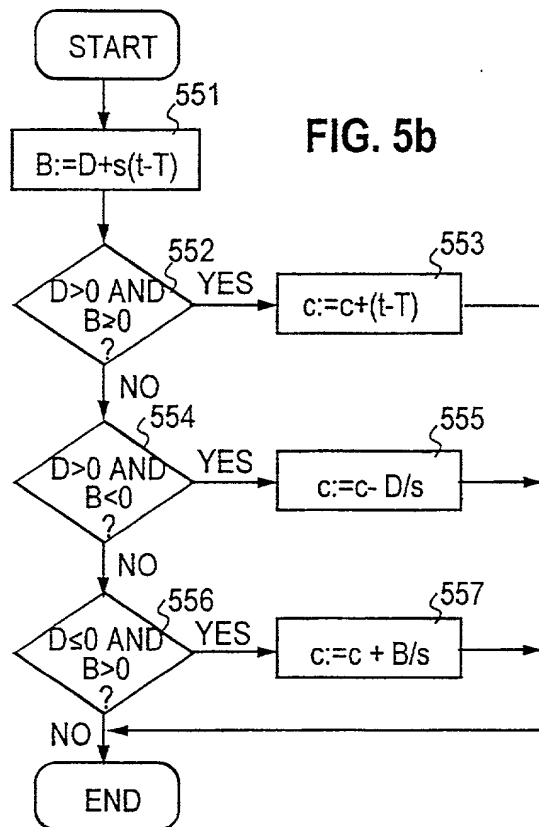 START
551
B:=D+s(t-T)
FIG. 5b
552
D>0 AND
B≥0
?
YES
553
c:=c+(t-T)
NO
554
D>0 AND
B<0
?
YES
555
c:=c- D/s
NO
556
D≤0 AND
B>0
?
YES
557
c:=c + B/s
NO
END